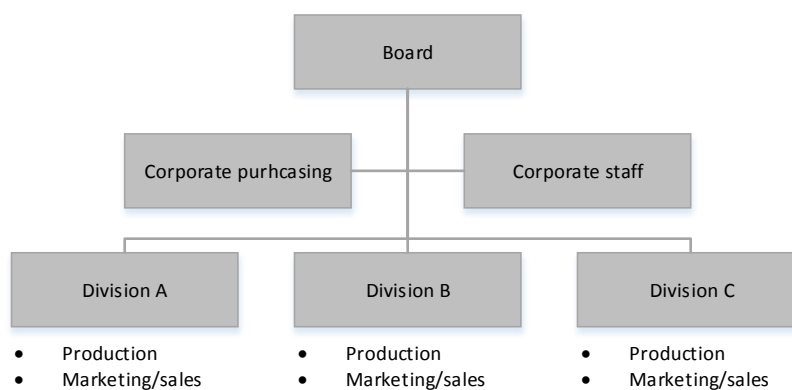 Board
Corporate purhcasing
Corporate staff
Division A
Division B
Division C
• Production
• Marketing/sales
• Production
• Marketing/sales
• Production
• Marketing/sales